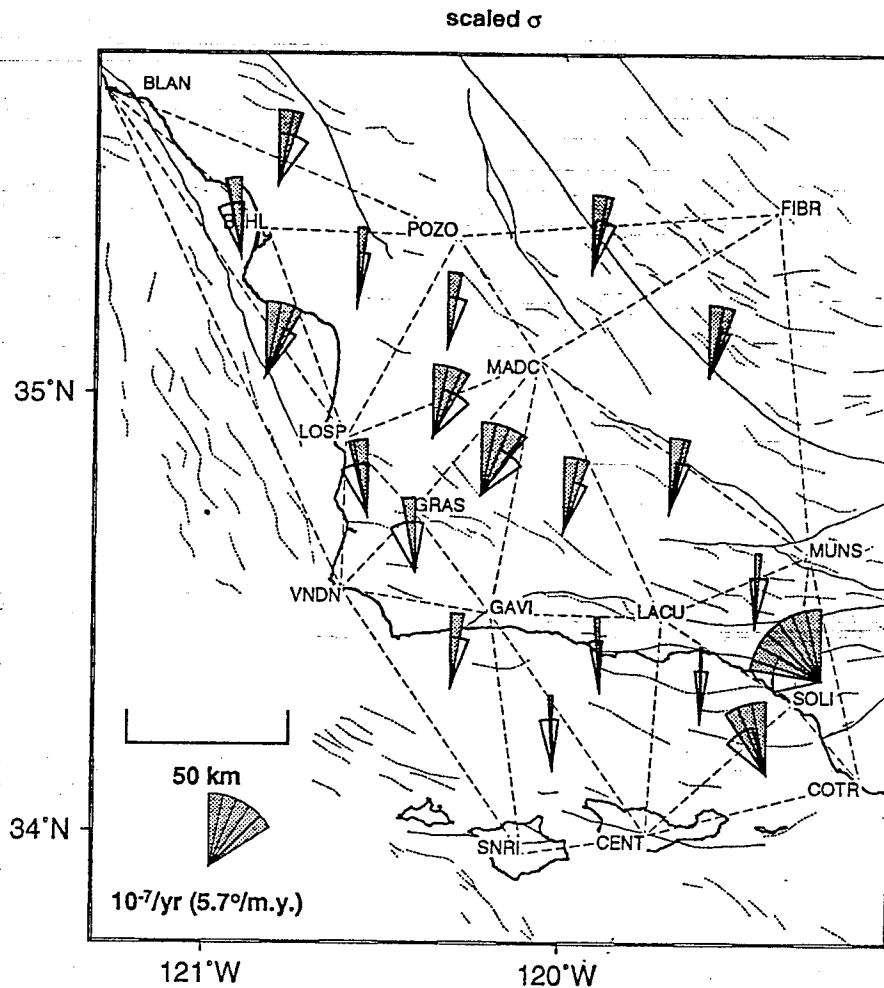 scaled σ
BLAN
FIBR
POZO
MADC
35°N
LOSP
GRAS
MUNS
VNDN
GAVI
LACU
SOLI
50 km
COTR
34°N
SNRI
CENT
10⁻⁷/yr (5.7°/m.y.)
121°W
120°W